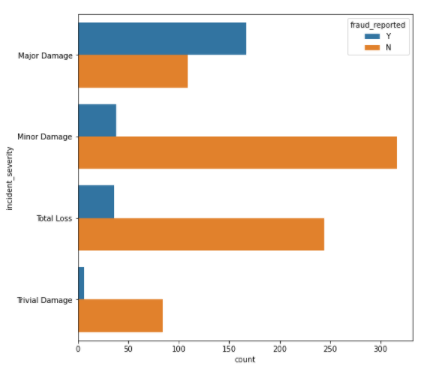 fraud_reported
Y
N
Major Damage
Minor Damage
Total Loss
Trivial Damage
incident_severity
0 50 100 150 200 250 300
count